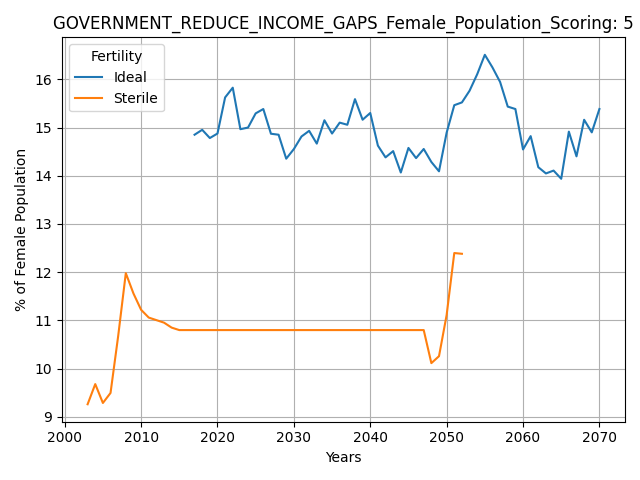 GOVERNMENT_REDUCE_INCOME_GAPS_Female_Population_Scoring: 5
Fertility
Ideal
Sterile
% of Female Population
16
15
14
13
12
11
10
9
2000 2010 2020 2030 2040 2050 2060 2070
Years